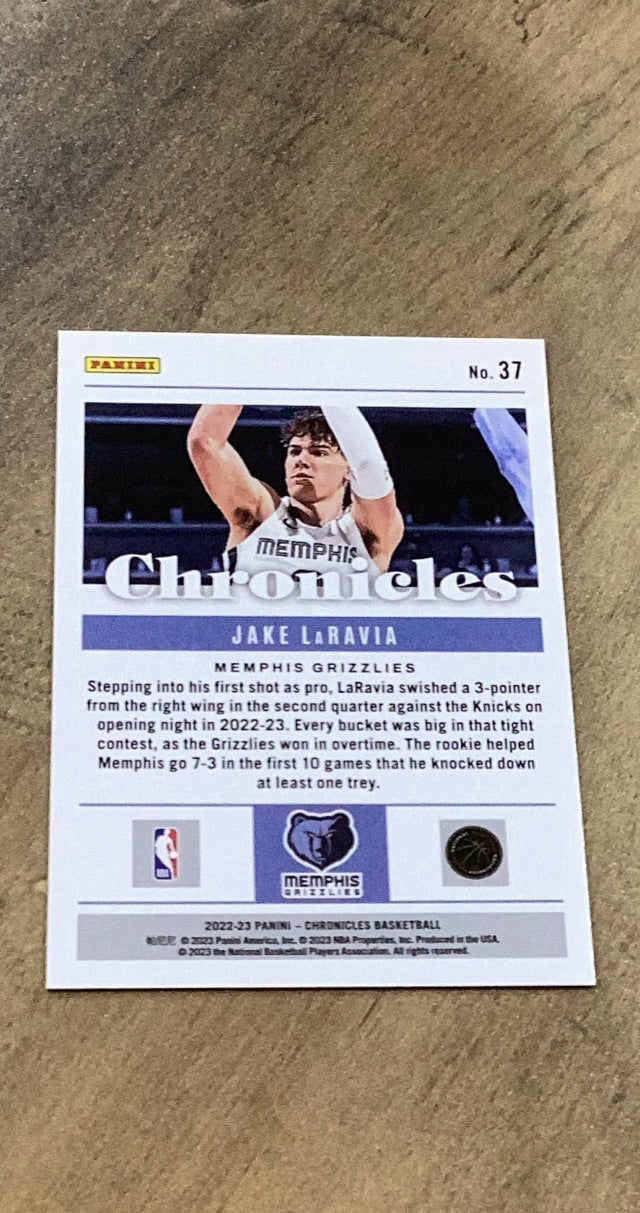 PANINI
No. 37
MEMPHIS
Chronicles
JAKE LaRAVIA
MEMPHIS GRIZZLIES
Stepping into his first shot as pro, LaRavia swished a 3-pointer
from the right wing in the second quarter against the Knicks on
opening night in 2022-23. Every bucket was big in that tight
contest, as the Grizzlies won in overtime. The rookie helped
Memphis go 7-3 in the first 10 games that he knocked down
at least one trey.
NBA
MEMPHIS
GRIZZLIES
2022-23 PANINI – CHRONICLES BASKETBALL
帕尼尼 © 2023 Panini America, Inc. © 2023 NBA Properties, Inc. Produced in the USA.
© 2023 the National Basketball Players Association. All rights reserved.